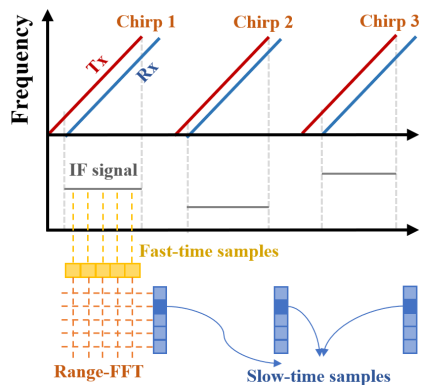 Chirp 1
Chirp 2
Chirp 3
Frequency
Tx
Rx
IF signal
Fast-time samples
Range-FFT
Slow-time samples